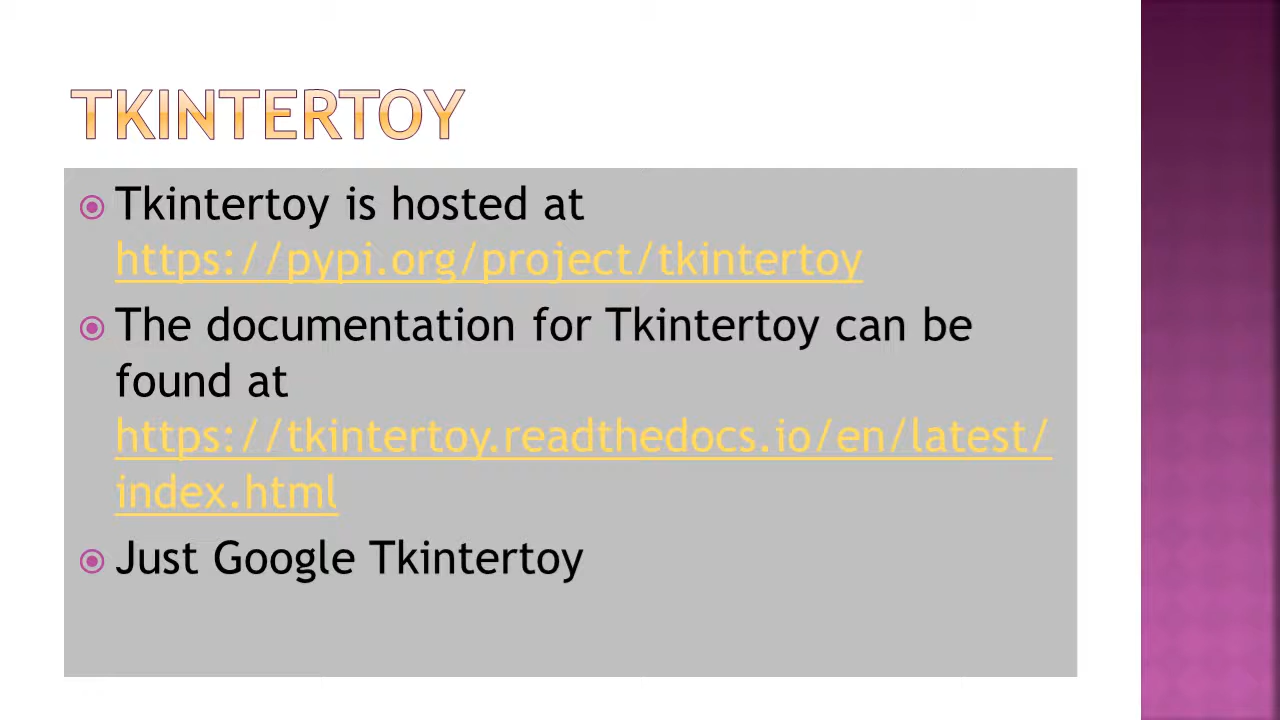 TKINTERTOY
Tkintertoy is hosted at
https://pypi.org/project/tkintertoy
The documentation for Tkintertoy can be
found at
https://tkintertoy.readthedocs.io/en/latest/
index.html
Just Google Tkintertoy